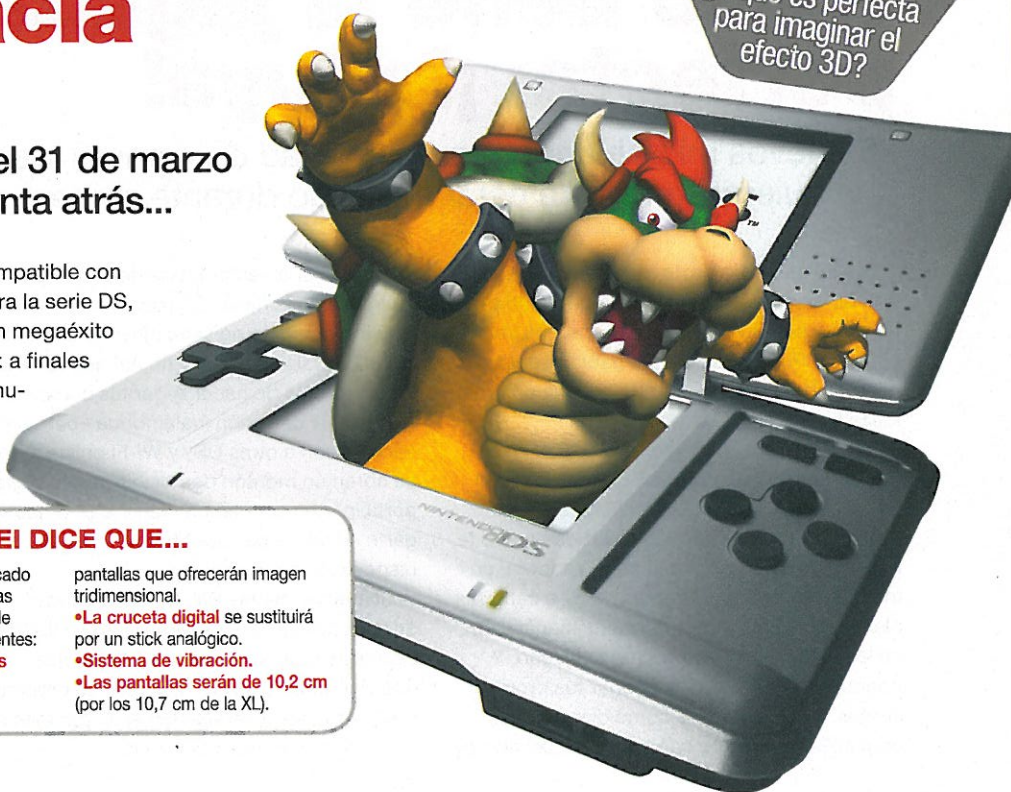 ncia
que es perfecta
para imaginar el
efecto 3D?
el 31 de marzo
nta atrás...
mpatible con
ra la serie DS,
n megaéxito
: a finales
nu-
EI DICE QUE...
cado
as
le
entes:
s
pantallas que ofrecerán imagen
tridimensional.
•La cruceta digital se sustituirá
por un stick analógico.
•Sistema de vibración.
•Las pantallas serán de 10,2 cm
(por los 10,7 cm de la XL).
NINTENDO DS
TM